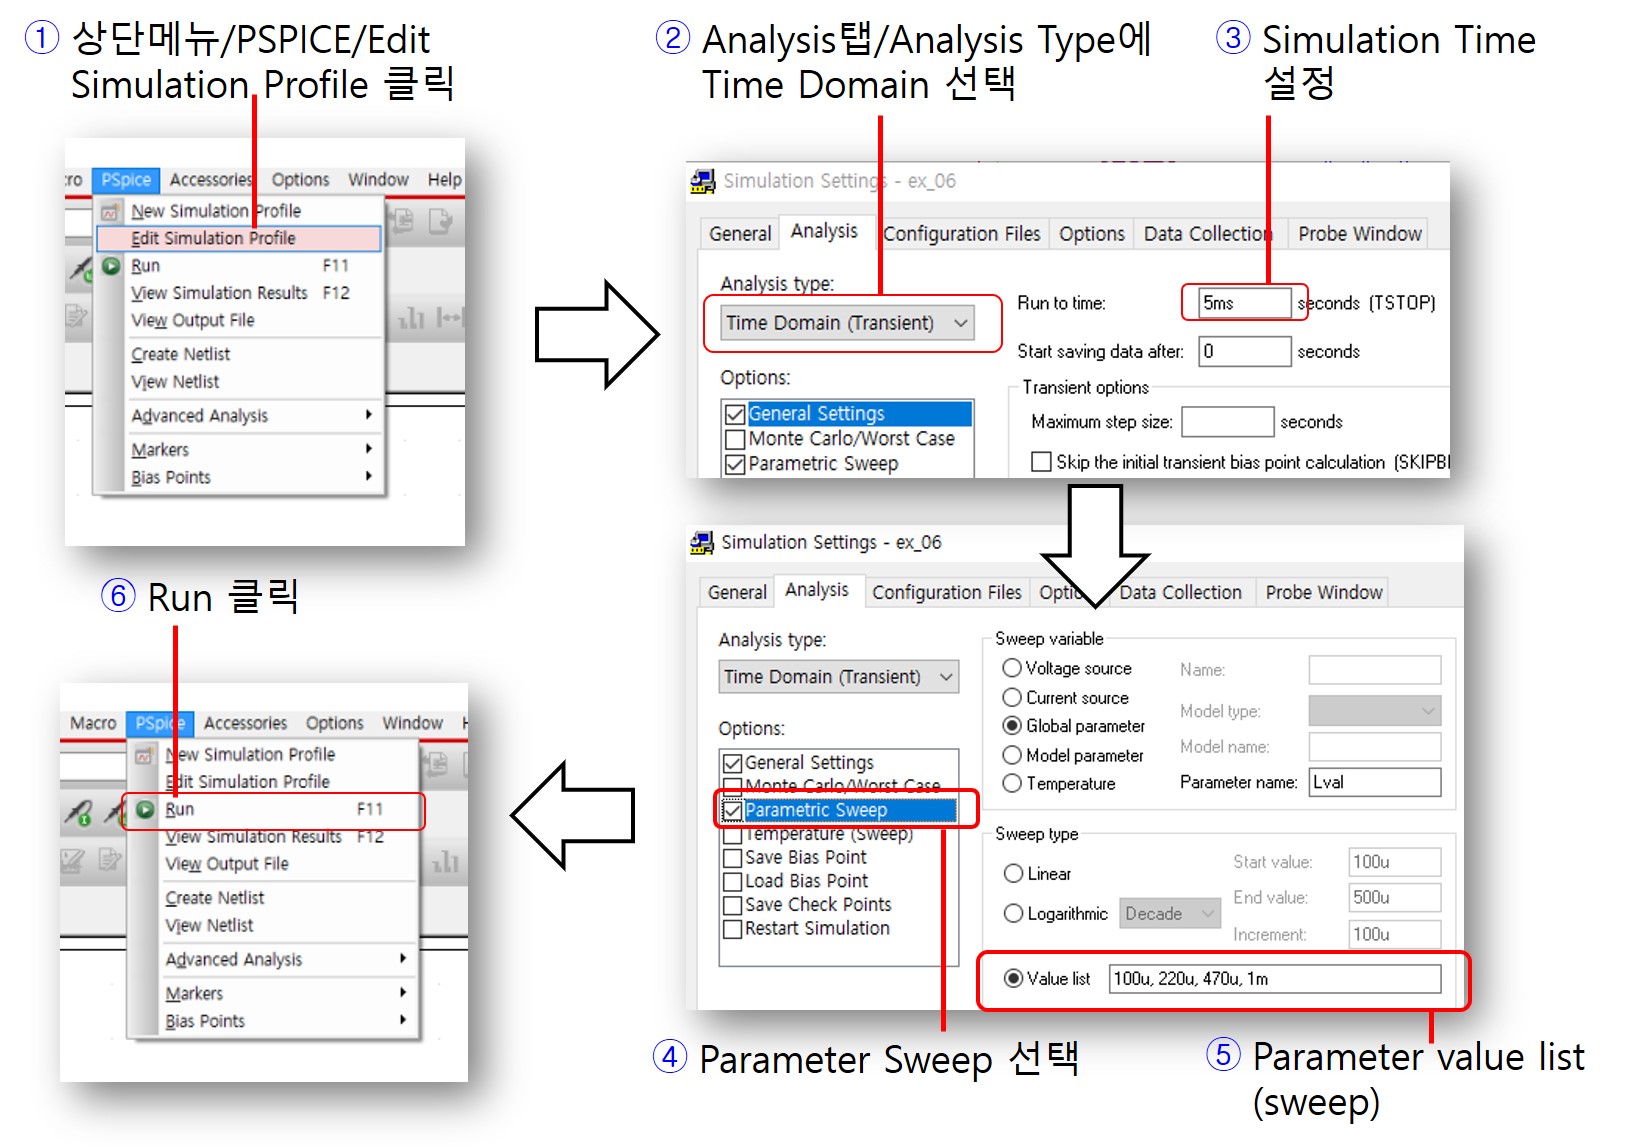 ① 상단메뉴/PSPICE/Edit
Simulation Profile 클릭
② Analysis탭/Analysis Type에
Time Domain 선택
③ Simulation Time
설정
PSpice Accessories Options Window Help
New Simulation Profile
Edit Simulation Profile
Run F11
View Simulation Results F12
View Output File
Create Netlist
View Netlist
Advanced Analysis
Markers
Bias Points
Simulation Settings - ex_06
General Analysis Configuration Files Options Data Collection Probe Window
Analysis type:
Time Domain (Transient)
Options:
General Settings
Monte Carlo/Worst Case
Parametric Sweep
Run to time: 5ms seconds (TSTOP)
Start saving data after: 0 seconds
Transient options
Maximum step size: seconds
Skip the initial transient bias point calculation (SKIPB
Simulation Settings - ex_06
General Analysis Configuration Files Optio Data Collection Probe Window
Analysis type:
Time Domain (Transient)
Options:
General Settings
Monte Carlo/Worst Case
Parametric Sweep
Temperature (Sweep)
Save Bias Point
Load Bias Point
Save Check Points
Restart Simulation
Sweep variable
Voltage source
Current source
Global parameter
Model parameter
Temperature
Name:
Model type:
Model name:
Parameter name: Lval
Sweep type
Linear
Logarithmic Decade
Start value: 100u
End value: 500u
Increment: 100u
Value list 100u, 220u, 470u, 1m
④ Parameter Sweep 선택
⑤ Parameter value list
(sweep)
⑥ Run 클릭
Macro PSpice Accessories Options Window
New Simulation Profile
Edit Simulation Profile
Run F11
View Simulation Results F12
View Output File
Create Netlist
View Netlist
Advanced Analysis
Markers
Bias Points